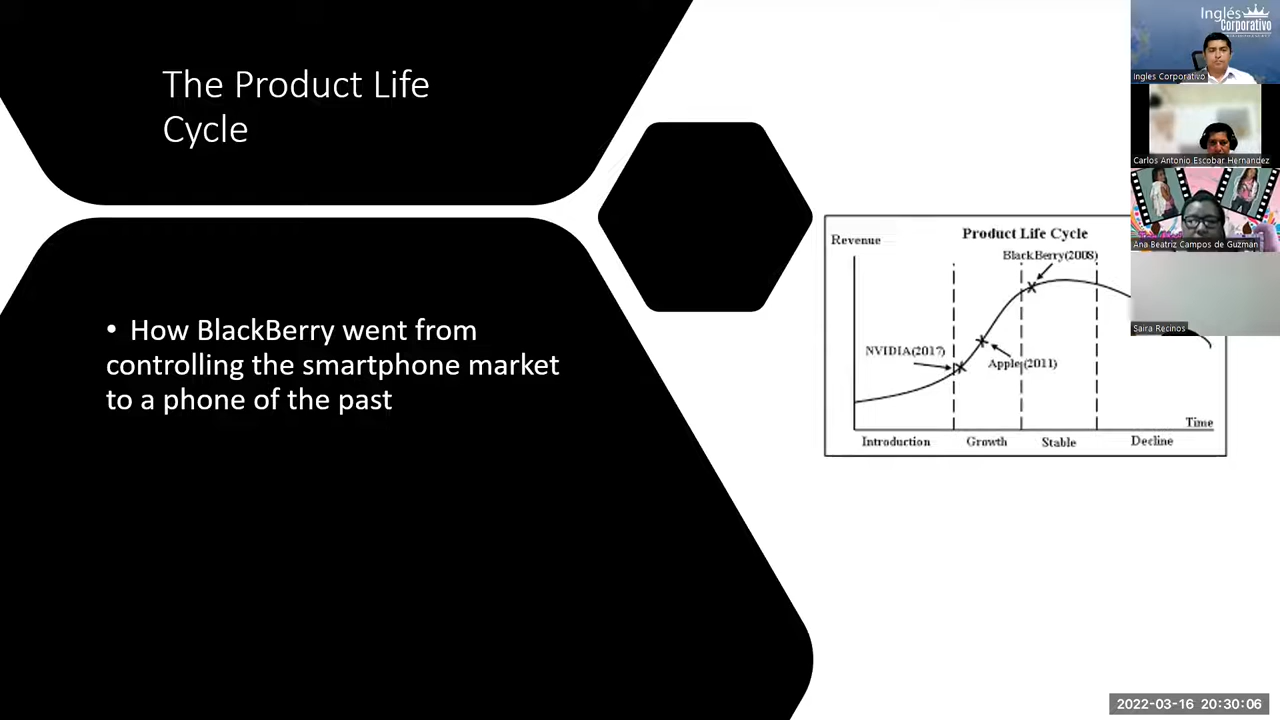 The Product Life
Cycle
• How BlackBerry went from
controlling the smartphone market
to a phone of the past
Product Life Cycle
Revenue
BlackBerry(2008)
NVIDIA(2017)
Apple(2011)
Time
Introduction
Growth
Stable
Decline
Inglés
Corporativo
Ingles Corporativo
Carlos Antonio Escobar Hernandez
Ana Beatriz Campos de Guzman
Saira Recinos
2022-03-16 20:30:06